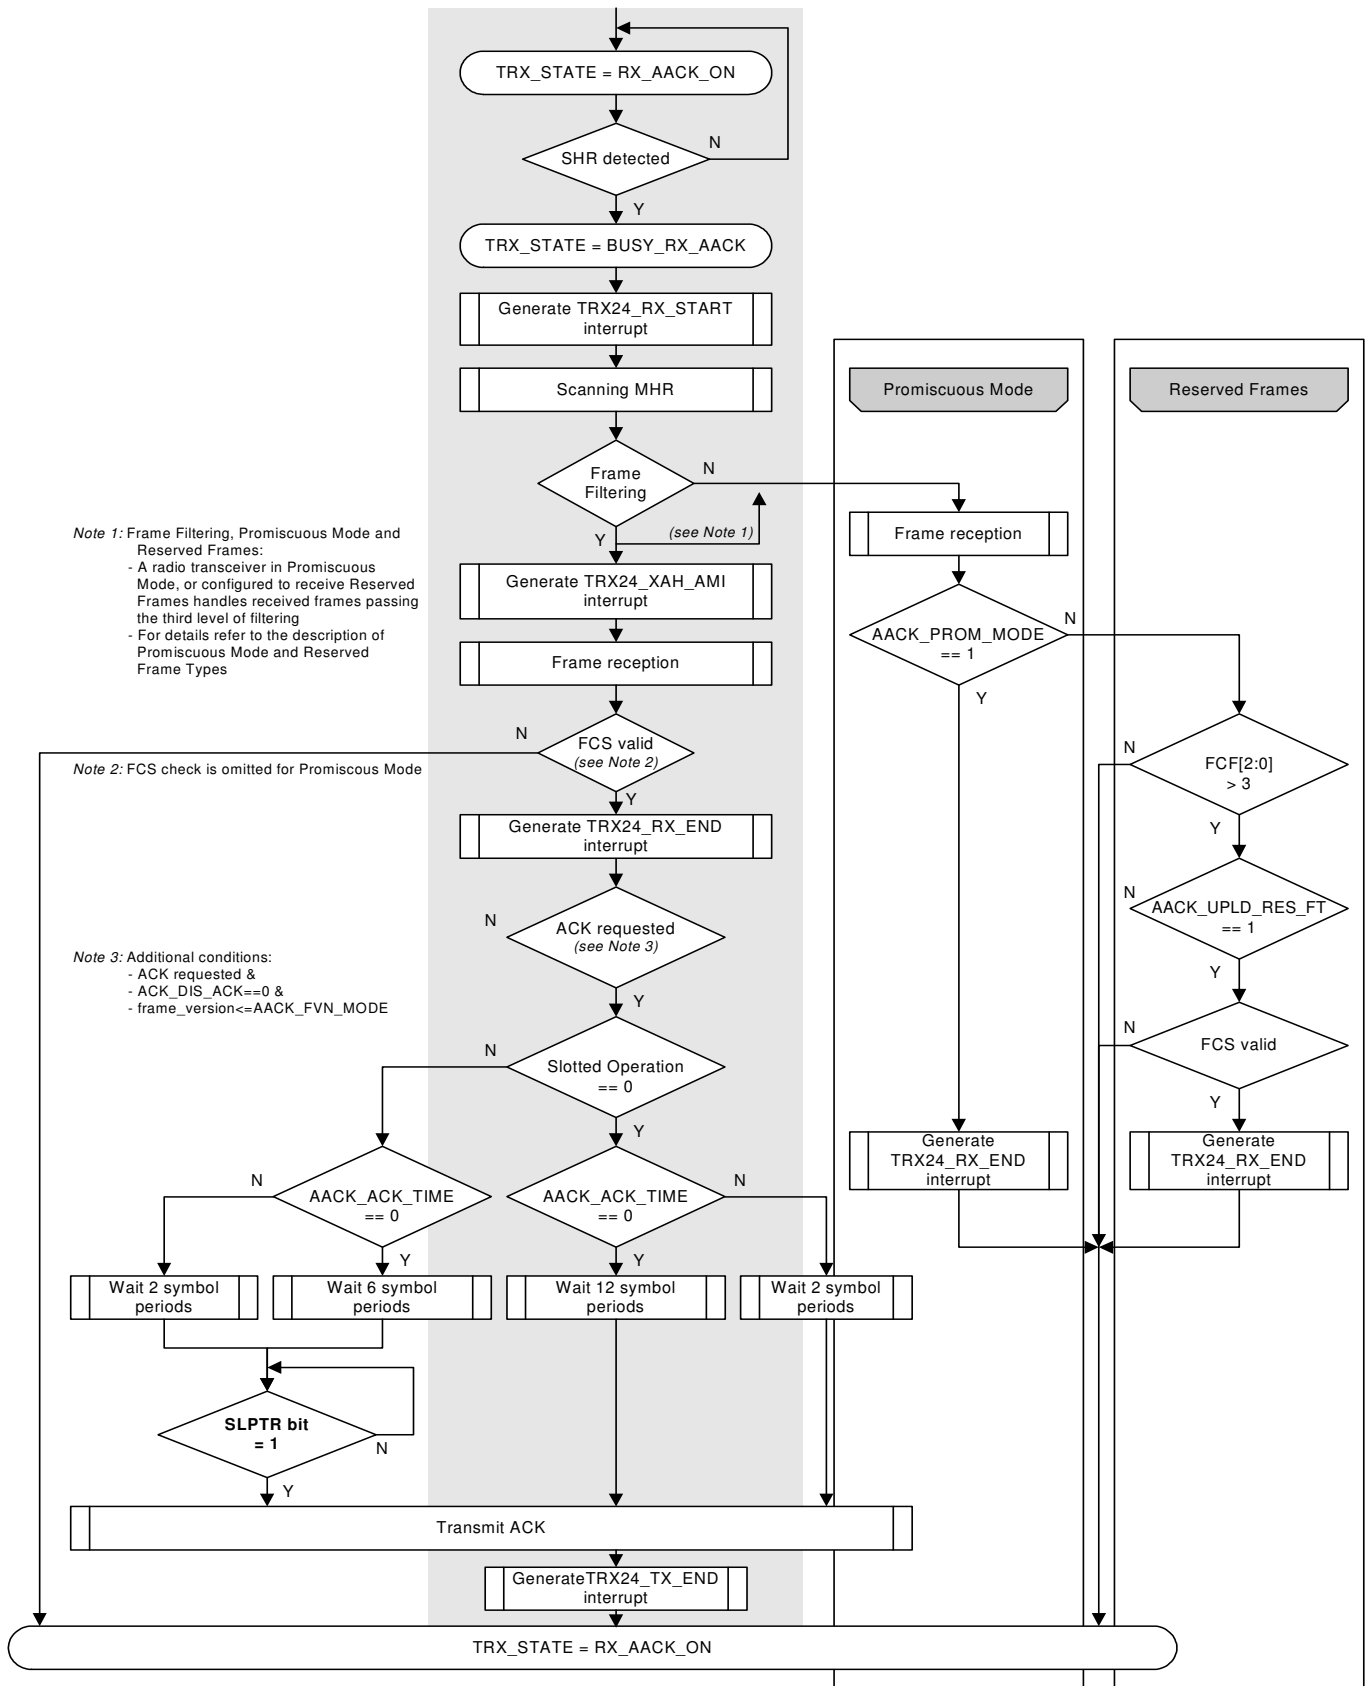 TRX_STATE = RX_AACK_ON
SHR detected
N
Y
TRX_STATE = BUSY_RX_AACK
Generate TRX24_RX_START
interrupt
Scanning MHR
Promiscuous Mode
Reserved Frames
Frame
Filtering
N
Y
(see Note 1)
Frame reception
Note 1: Frame Filtering, Promiscuous Mode and
Reserved Frames:
- A radio transceiver in Promiscuous
Mode, or configured to receive Reserved
Frames handles received frames passing
the third level of filtering
- For details refer to the description of
Promiscuous Mode and Reserved
Frame Types
Generate TRX24_XAH_AMI
interrupt
AACK_PROM_MODE
== 1
N
Y
Frame reception
FCS valid
(see Note 2)
N
Y
Note 2: FCS check is omitted for Promiscous Mode
FCF[2:0]
> 3
N
Y
Generate TRX24_RX_END
interrupt
AACK_UPLD_RES_FT
== 1
N
Y
ACK requested
(see Note 3)
N
Y
Note 3: Additional conditions:
- ACK requested &
- ACK_DIS_ACK==0 &
- frame_version<=AACK_FVN_MODE
FCS valid
N
Y
Slotted Operation
== 0
N
Y
Generate
TRX24_RX_END
interrupt
Generate
TRX24_RX_END
interrupt
AACK_ACK_TIME
== 0
N
Y
AACK_ACK_TIME
== 0
N
Y
Wait 2 symbol
periods
Wait 6 symbol
periods
Wait 12 symbol
periods
Wait 2 symbol
periods
SLPTR bit
= 1
N
Y
Transmit ACK
GenerateTRX24_TX_END
interrupt
TRX_STATE = RX_AACK_ON